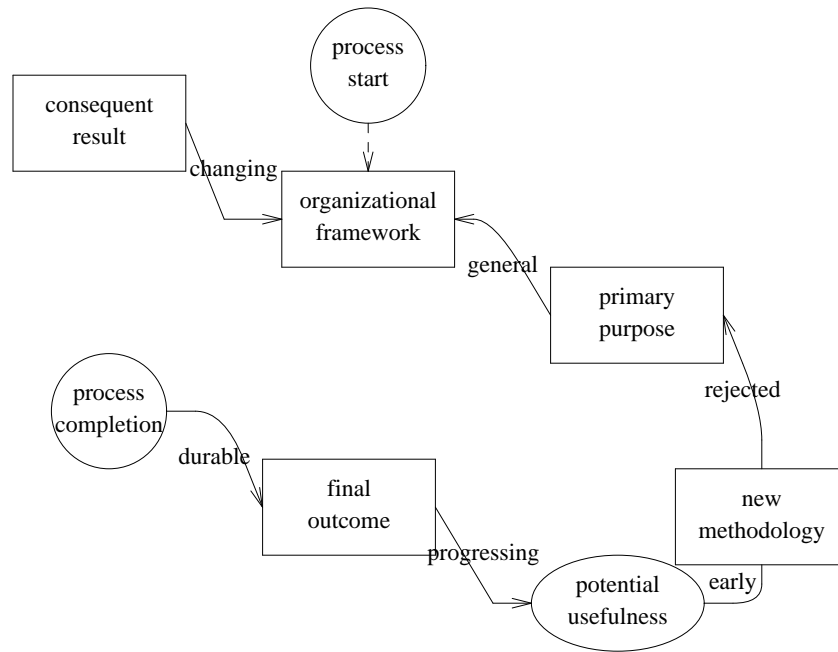 process
start
consequent
result
changing
organizational
framework
general
primary
purpose
rejected
process
completion
durable
final
outcome
progressing
new
methodology
potential
usefulness
early